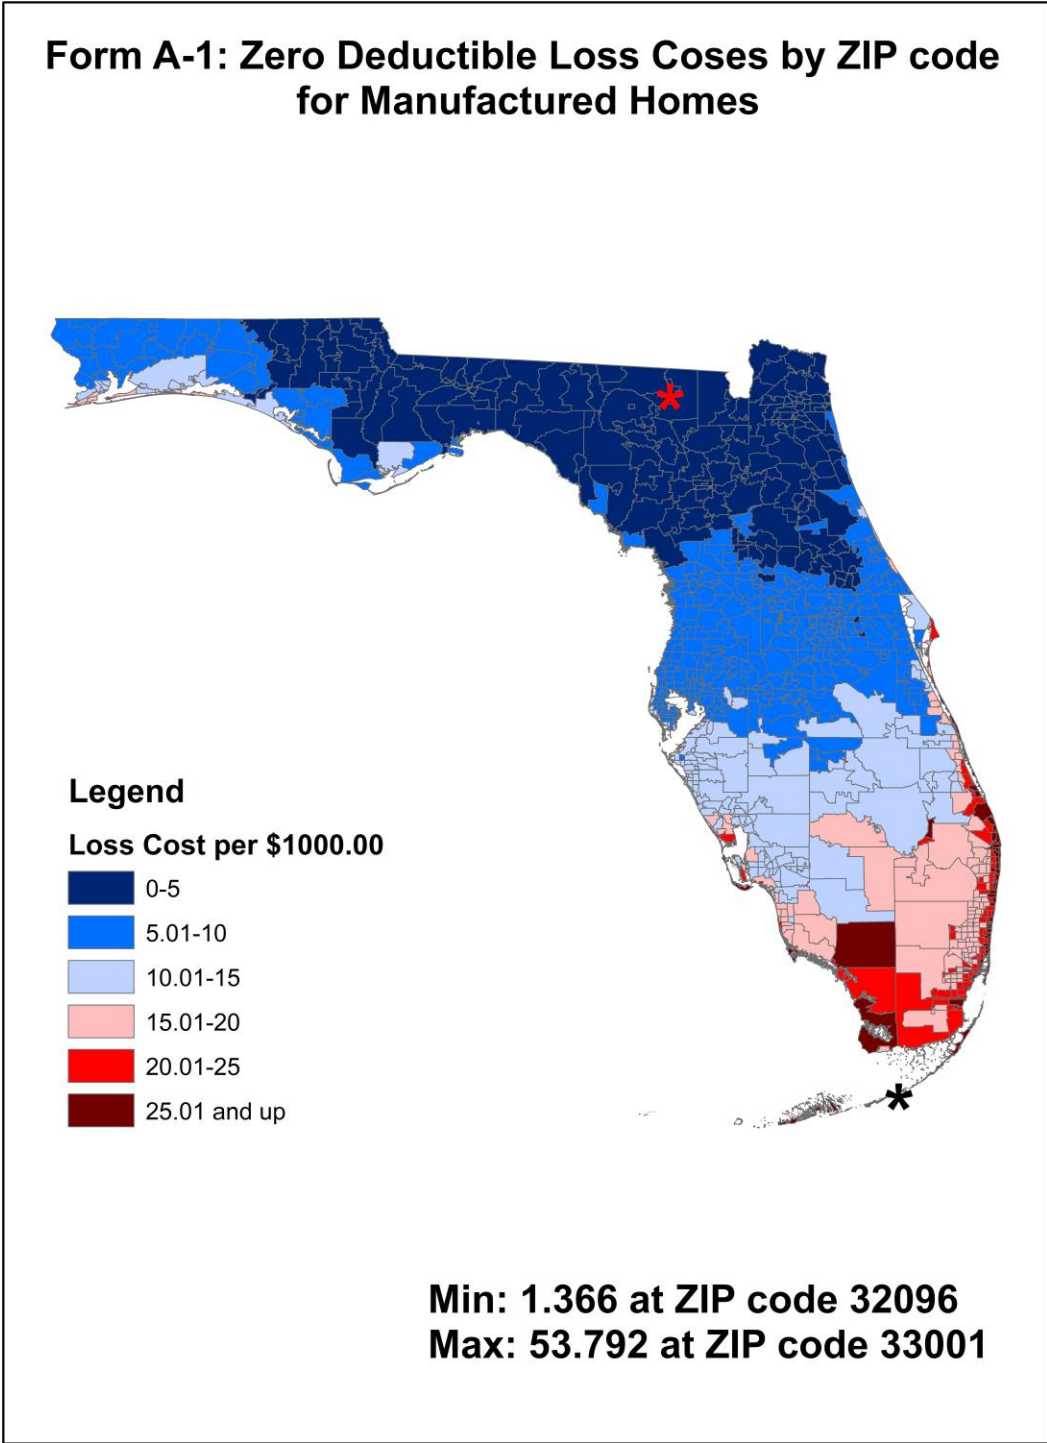 Form A-1: Zero Deductible Loss Coses by ZIP code
for Manufactured Homes
Legend
Loss Cost per $1000.00
0-5
5.01-10
10.01-15
15.01-20
20.01-25
25.01 and up
*
*
Min: 1.366 at ZIP code 32096
Max: 53.792 at ZIP code 33001